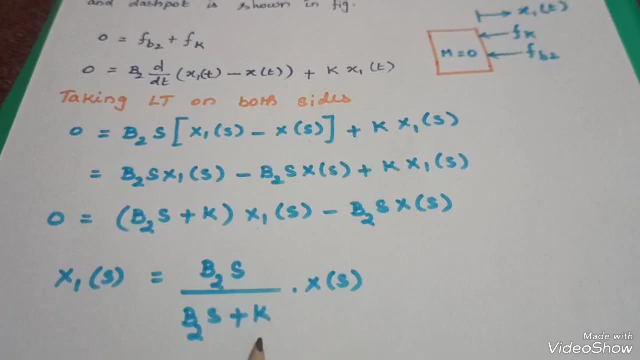 and dashpot is shown in fig.
0 = f_b2 + f_K
0 = B_2 d/dt (x_1(t) - x(t)) + K x_1(t)
Taking LT on both sides
0 = B_2 S [X_1(S) - X(S)] + K X_1(S)
= B_2 S X_1(S) - B_2 S X(S) + K X_1(S)
0 = (B_2 S + K) X_1(S) - B_2 S X(S)
X_1(S) = B_2 S / B_2 S + K . X(S)
x_1(t)
f_K
M = 0
f_b2
Made With
VideoShow